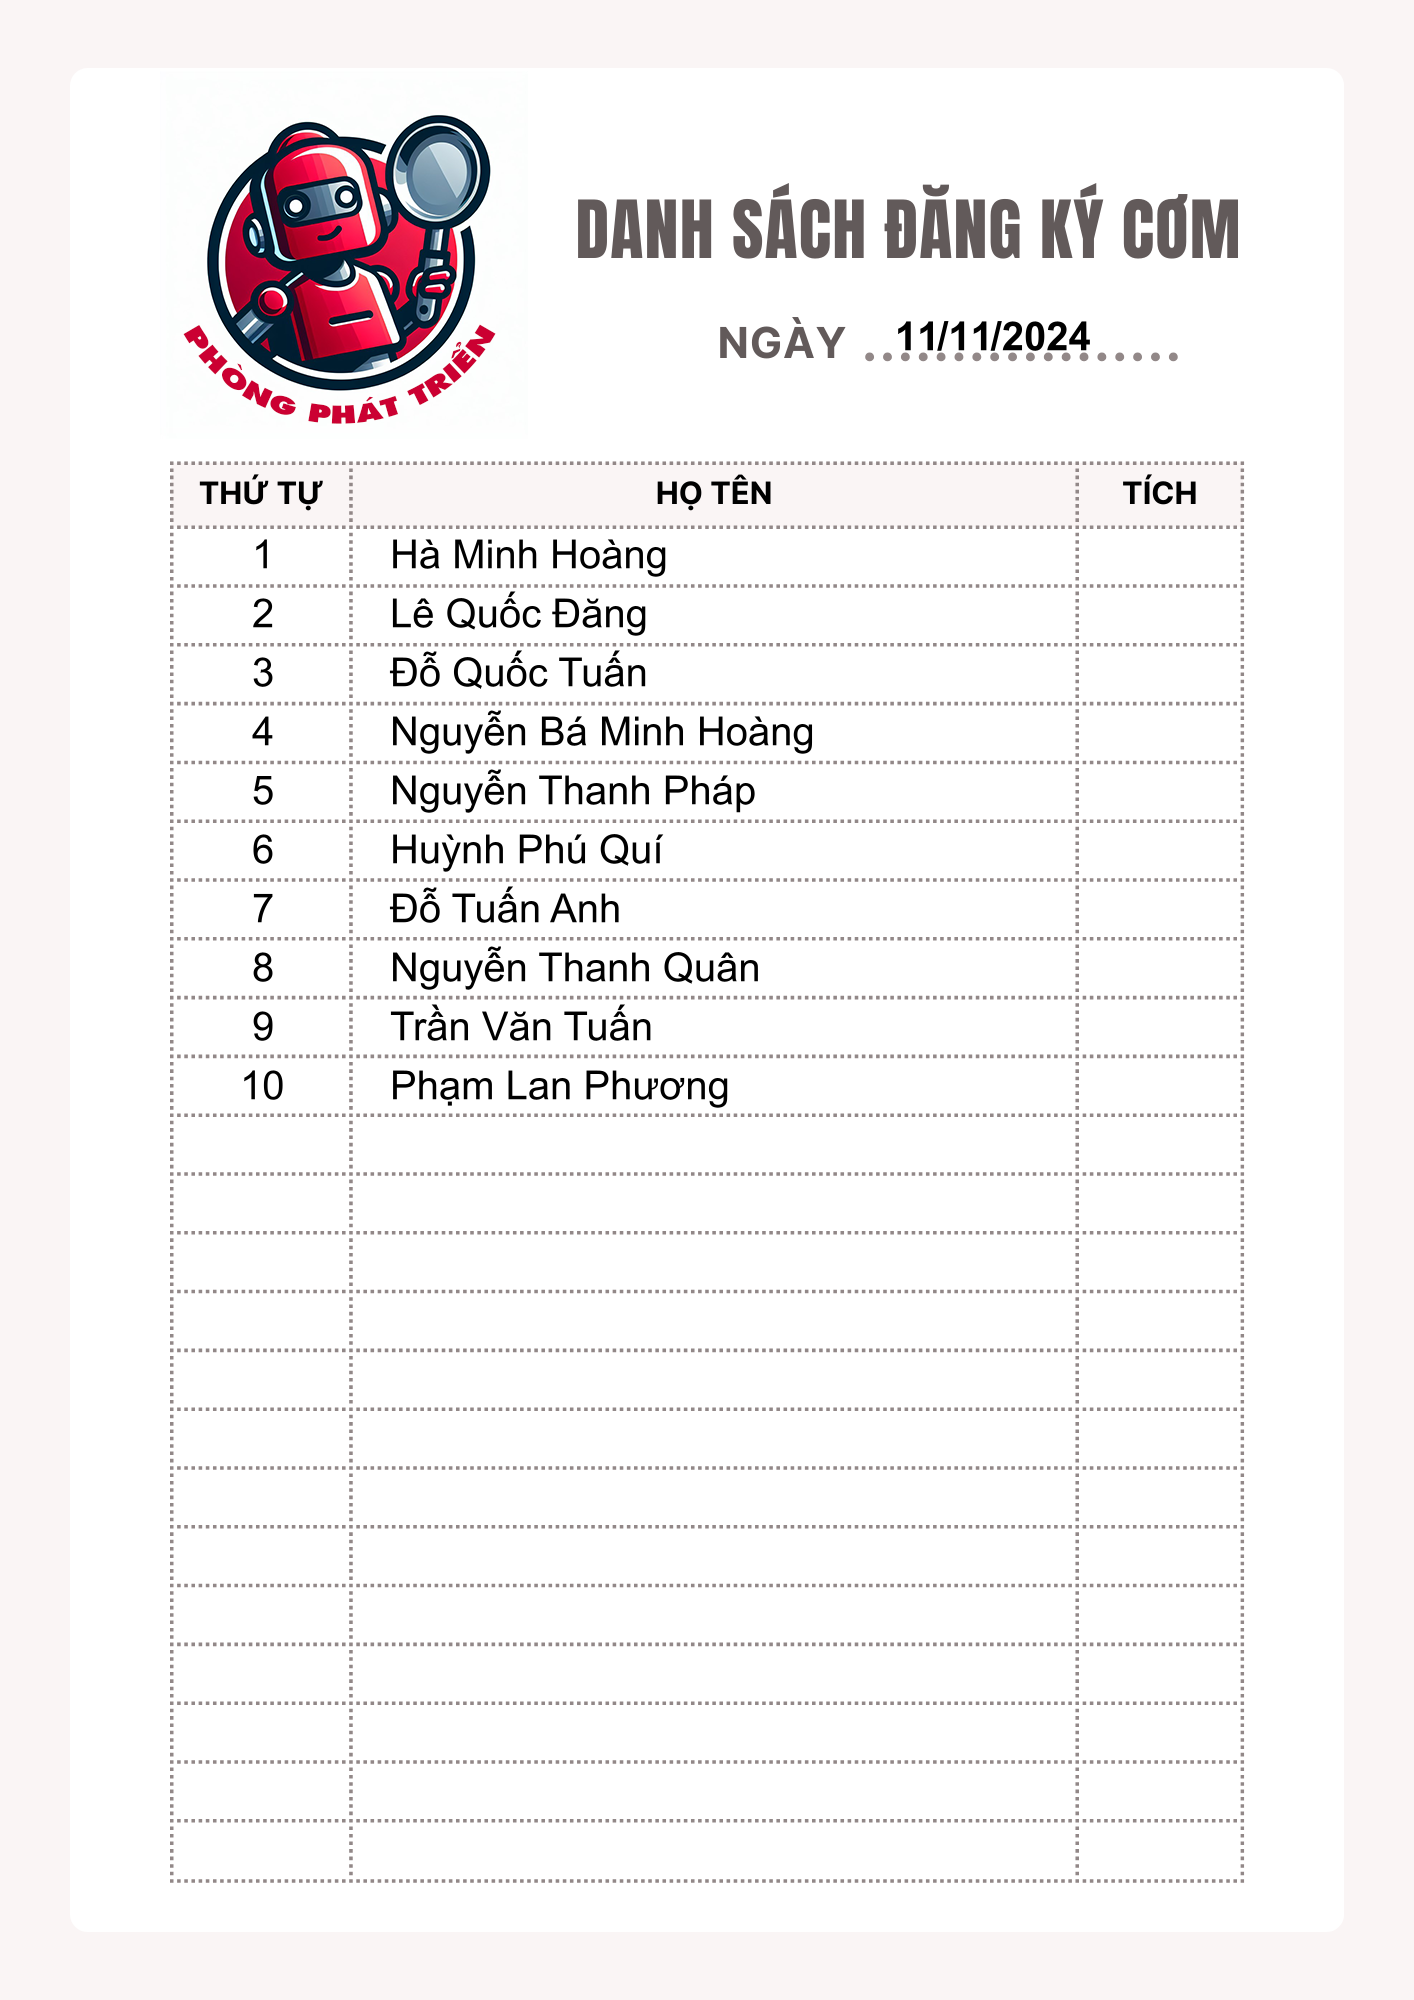 PHÒNG PHÁT TRIỂN
DANH SÁCH ĐĂNG KÝ CƠM
NGÀY 11/11/2024
THỨ TỰ HỌ TÊN TÍCH
1 Hà Minh Hoàng
2 Lê Quốc Đăng
3 Đỗ Quốc Tuấn
4 Nguyễn Bá Minh Hoàng
5 Nguyễn Thanh Pháp
6 Huỳnh Phú Quí
7 Đỗ Tuấn Anh
8 Nguyễn Thanh Quân
9 Trần Văn Tuấn
10 Phạm Lan Phương